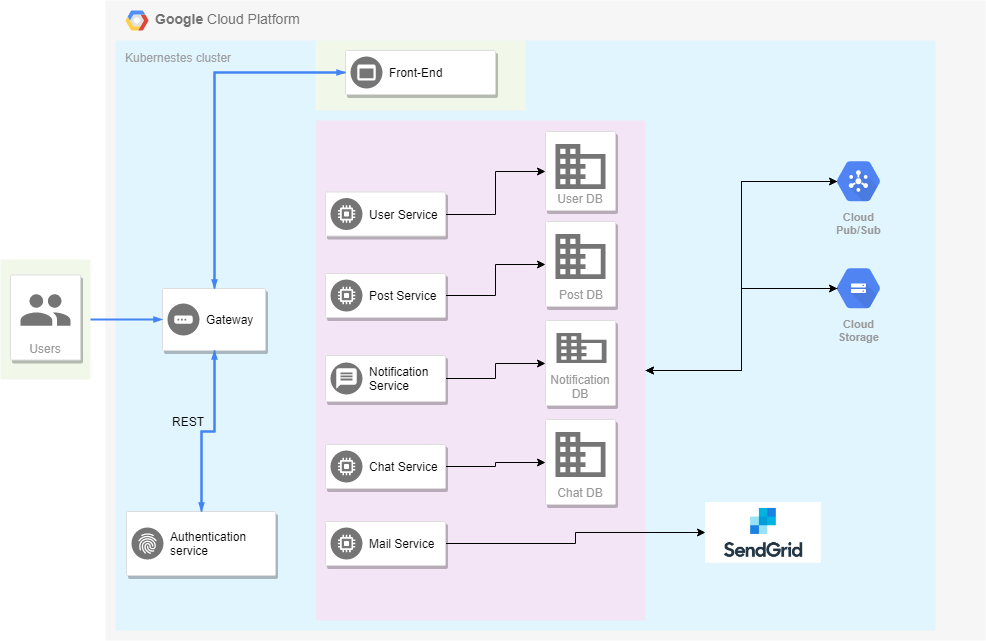 Google Cloud Platform
Kubernestes cluster
Front-End
User DB
User Service
Cloud
Pub/Sub
Post DB
Post Service
Users
Gateway
Cloud
Storage
Notification
Service
Notification
DB
REST
Chat Service
Chat DB
Authentication
service
Mail Service
SendGrid